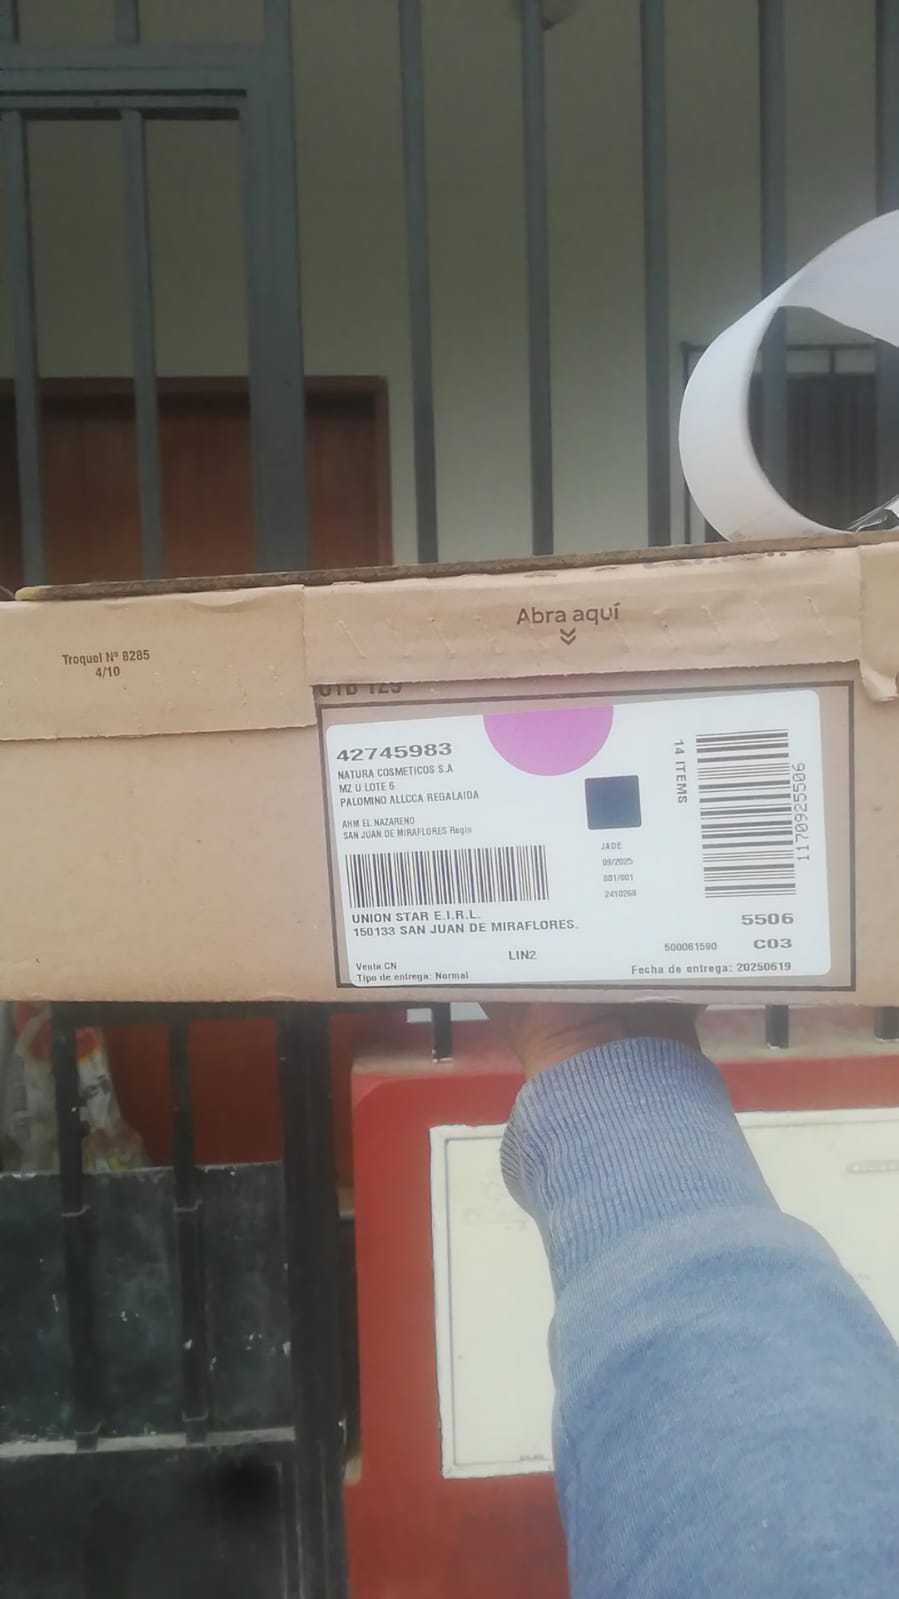 Abra aquí
Troquel Nº 8285
4/10
42745983
NATURA COSMETICOS S.A
MZ U LOTE 6
PALOMINO ALLCCA REGALAIDA
AHM EL NAZARENO
SAN JUAN DE MIRAFLORES Regin
14 ITEMS
1170925506
JADE
09/2025
001/001
2410268
UNION STAR E.I.R.L.
150133 SAN JUAN DE MIRAFLORES.
LIN2
5506
500061590 C03
Venta CN
Tipo de entrega: Normal
Fecha de entrega: 20250619